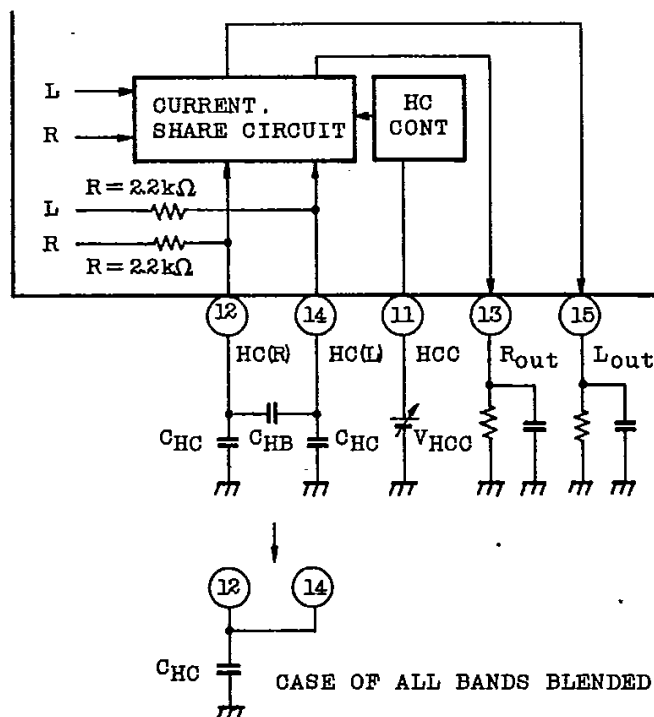 L
CURRENT.
SHARE CIRCUIT
HC
CONT
R
R=2.2kΩ
L
R
R=2.2kΩ
12
14
11
13
15
HC(R)
HC(L)
HCC
Rout
Lout
CHC
CHB
CHC
VHCC
12
14
CHC
CASE OF ALL BANDS BLENDED